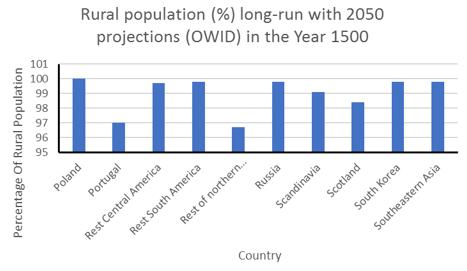 Rural population (%) long-run with 2050
projections (OWID) in the Year 1500
Percentage Of Rural Population
101
100
99
98
97
96
95
Poland
Portugal
Rest Central America
Rest South America
Rest of northern...
Russia
Scandinavia
Scotland
South Korea
Southeastern Asia
Country